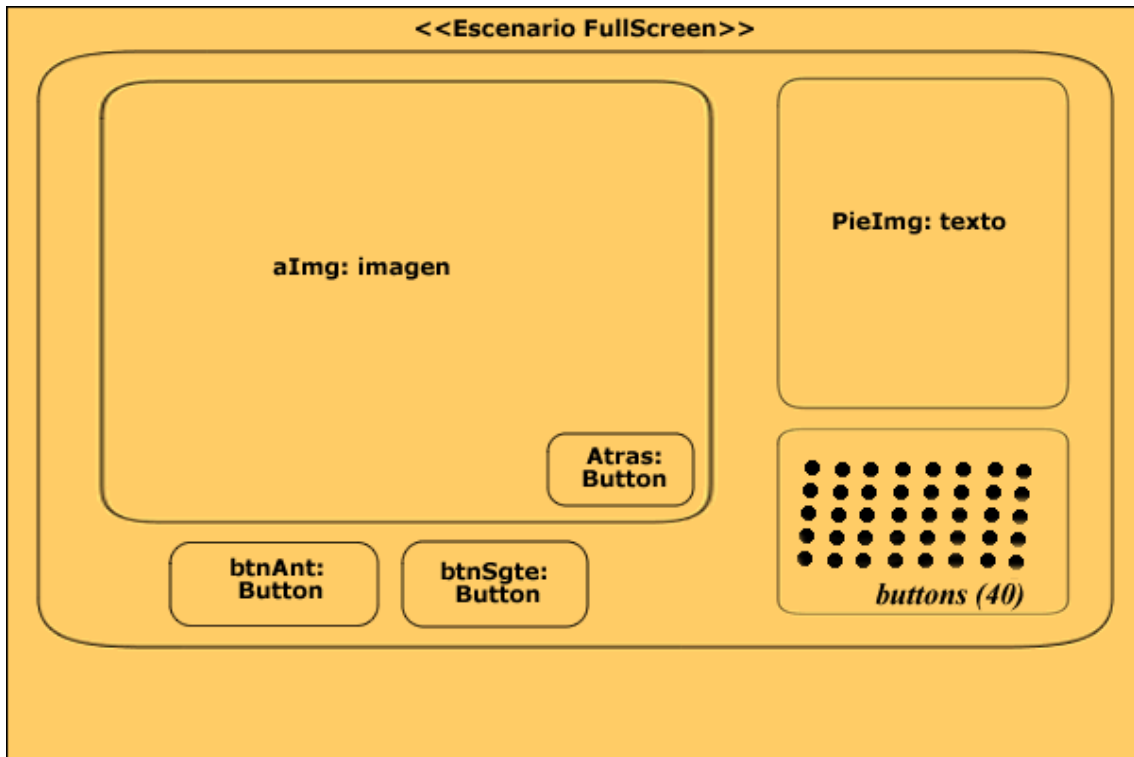 <<Escenario FullScreen>>
aImg: imagen
PieImg: texto
Atras:
Button
btnAnt:
Button
btnSgte:
Button
buttons (40)